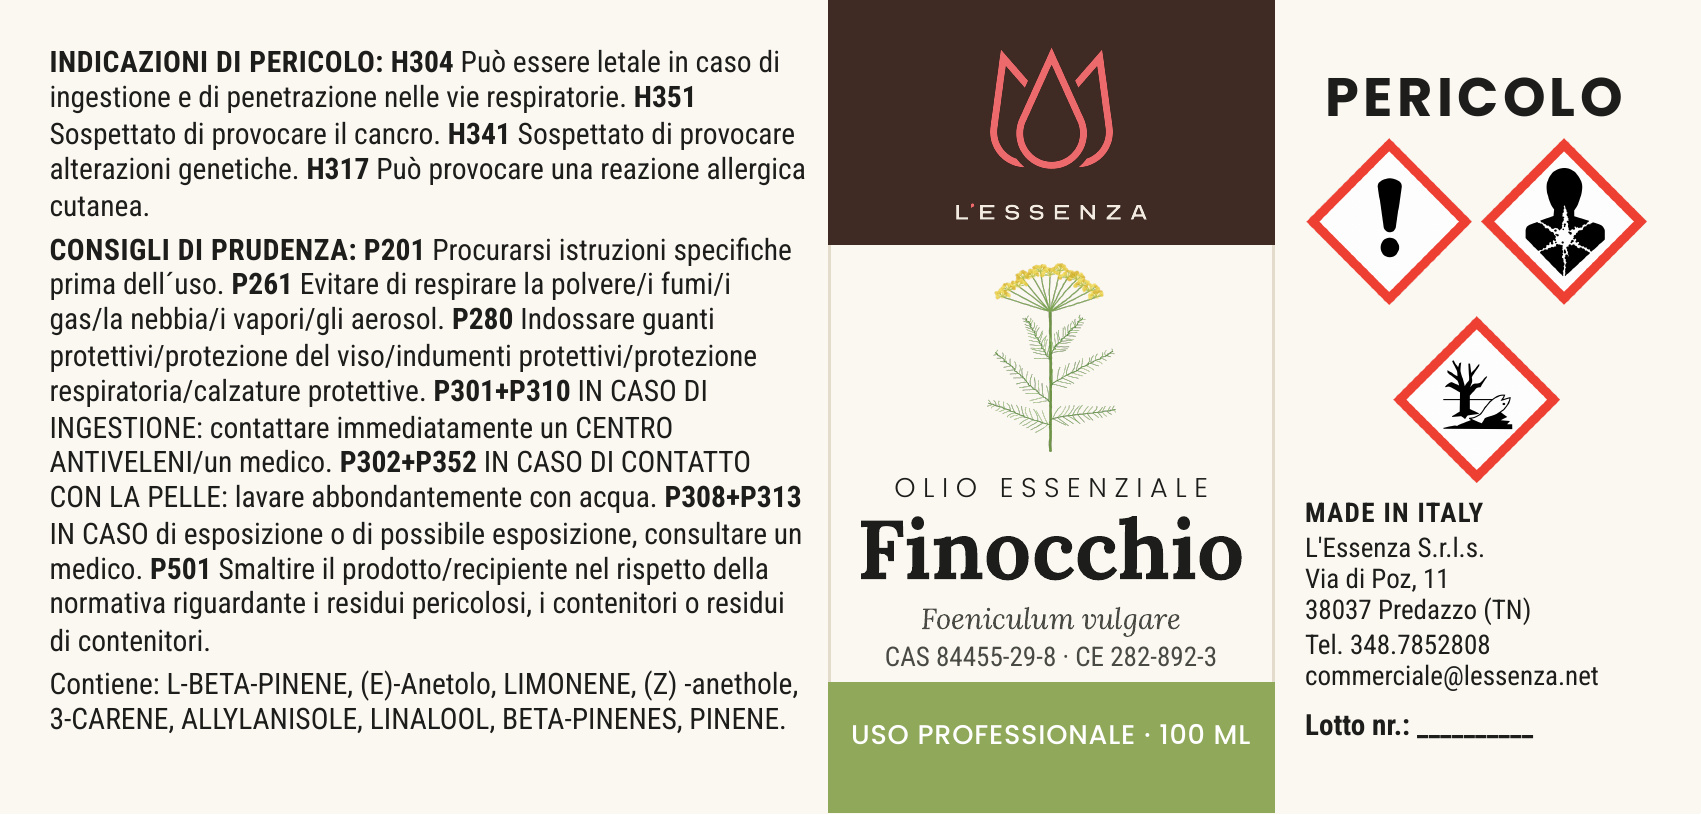 INDICAZIONI DI PERICOLO: H304 Può essere letale in caso di
ingestione e di penetrazione nelle vie respiratorie. H351
Sospettato di provocare il cancro. H341 Sospettato di provocare
alterazioni genetiche. H317 Può provocare una reazione allergica
cutanea.
CONSIGLI DI PRUDENZA: P201 Procurarsi istruzioni specifiche
prima dell´uso. P261 Evitare di respirare la polvere/i fumi/i
gas/la nebbia/i vapori/gli aerosol. P280 Indossare guanti
protettivi/protezione del viso/indumenti protettivi/protezione
respiratoria/calzature protettive. P301+P310 IN CASO DI
INGESTIONE: contattare immediatamente un CENTRO
ANTIVELENI/un medico. P302+P352 IN CASO DI CONTATTO
CON LA PELLE: lavare abbondantemente con acqua. P308+P313
IN CASO di esposizione o di possibile esposizione, consultare un
medico. P501 Smaltire il prodotto/recipiente nel rispetto della
normativa riguardante i residui pericolosi, i contenitori o residui
di contenitori.
Contiene: L-BETA-PINENE, (E)-Anetolo, LIMONENE, (Z) -anethole,
3-CARENE, ALLYLANISOLE, LINALOOL, BETA-PINENES, PINENE.
L'ESSENZA
OLIO ESSENZIALE
Finocchio
Foeniculum vulgare
CAS 84455-29-8 · CE 282-892-3
USO PROFESSIONALE · 100 ML
PERICOLO
MADE IN ITALY
L'Essenza S.r.l.s.
Via di Poz, 11
38037 Predazzo (TN)
Tel. 348.7852808
commerciale@lessenza.net
Lotto nr.: __________